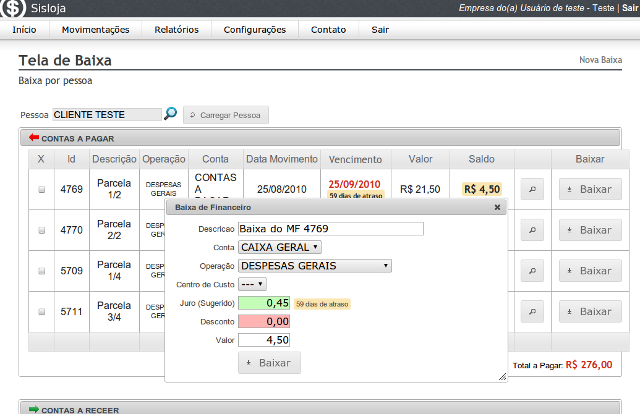 $ Sisloja
Empresa do(a) Usuário de teste - Teste | Sair
Início Movimentações Relatórios Configurações Contato Sair
Tela de Baixa
Nova Baixa
Baixa por pessoa
Pessoa CLIENTE TESTE Carregar Pessoa
CONTAS A PAGAR
X Id Descrição Operação Conta Data Movimento Vencimento Valor Saldo Baixar
4769 Parcela 1/2 DESPESAS GERAIS CONTAS A PAGAR 25/08/2010 25/09/2010 59 dias de atraso R$ 21,50 R$ 4,50 Baixar
4770 Parcela 2/2 DESP GER Baixar
5709 Parcela 1/4 DESP GER Baixar
5711 Parcela 3/4 DESP GER Baixar
Baixa de Financeiro
Descricao Baixa do MF 4769
Conta CAIXA GERAL
Operação DESPESAS GERAIS
Centro de Custo ---
Juro (Sugerido) 0,45 59 dias de atraso
Desconto 0,00
Valor 4,50
Baixar
Total a Pagar: R$ 276,00
CONTAS A RECEER